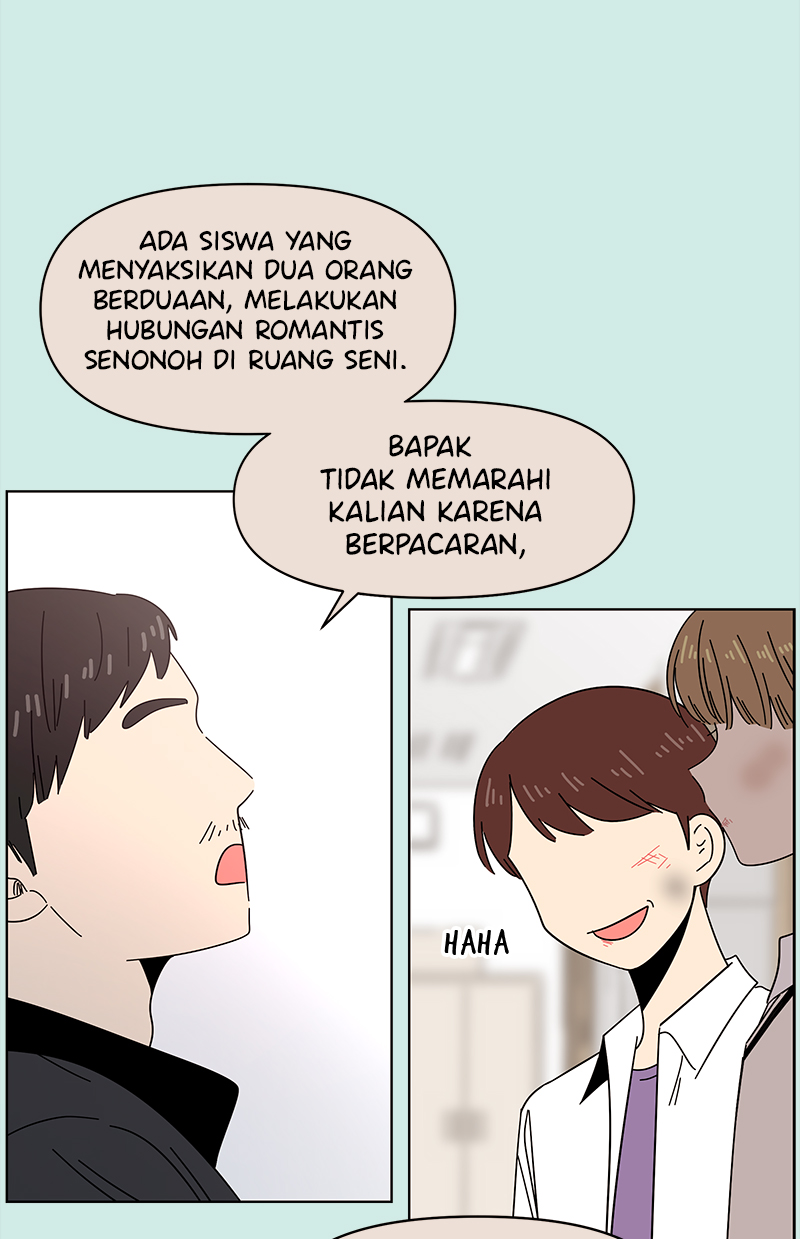 ADA SISWA YANG
MENYAKSIKAN DUA ORANG
BERDUAAN, MELAKUKAN
HUBUNGAN ROMANTIS
SENONOH DI RUANG SENI.
BAPAK
TIDAK MEMARAHI
KALIAN KARENA
BERPACARAN,
HAHA